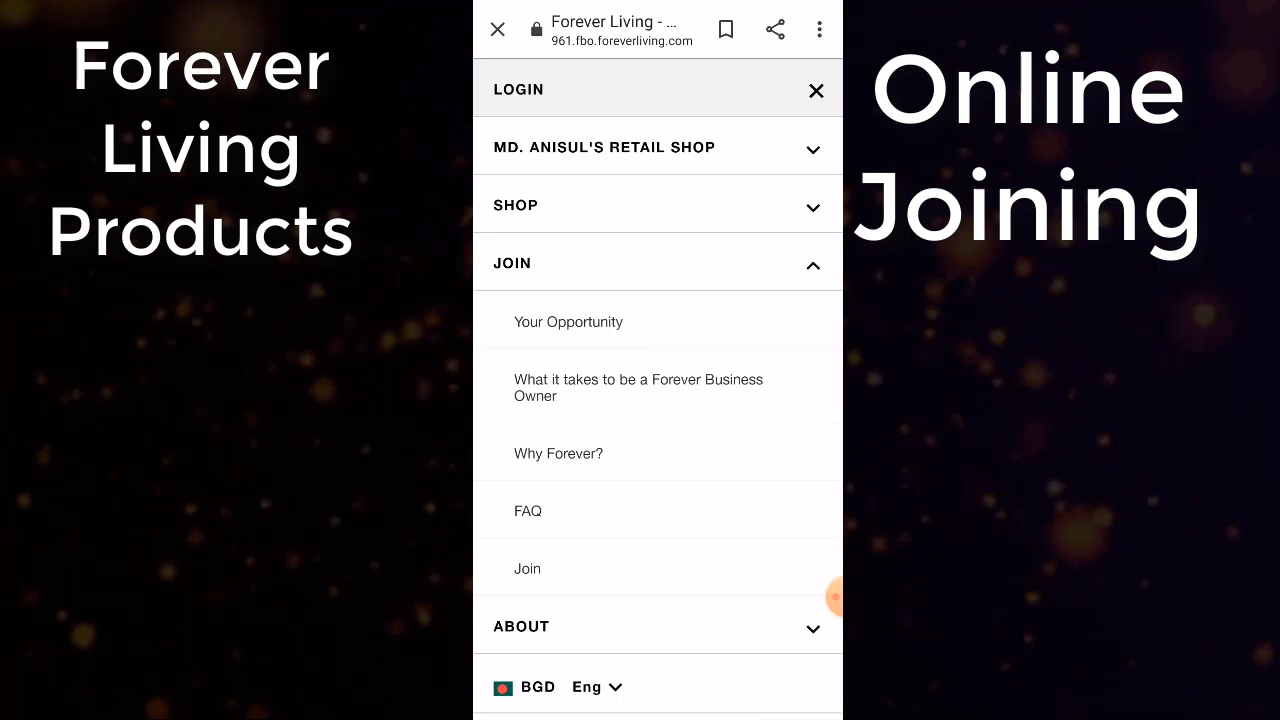 Forever
Living
Products
Forever Living - ...
961.fbo.foreverliving.com
LOGIN
MD. ANISUL'S RETAIL SHOP
SHOP
JOIN
Your Opportunity
What it takes to be a Forever Business
Owner
Why Forever?
FAQ
Join
ABOUT
BGD Eng
Online
Joining